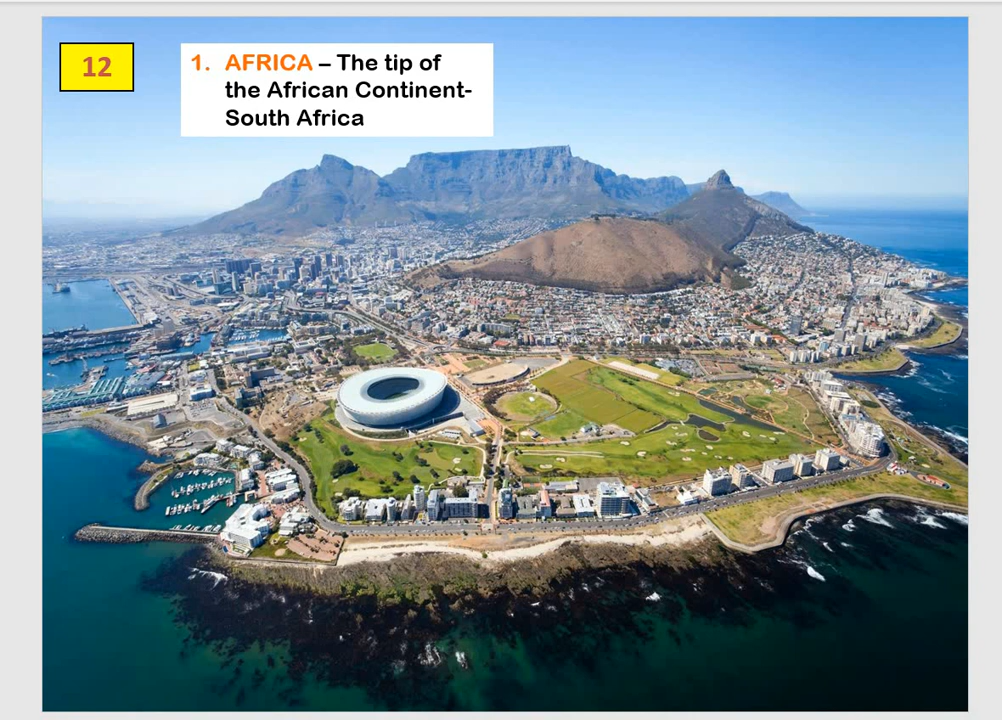 12
1. AFRICA – The tip of
the African Continent-
South Africa